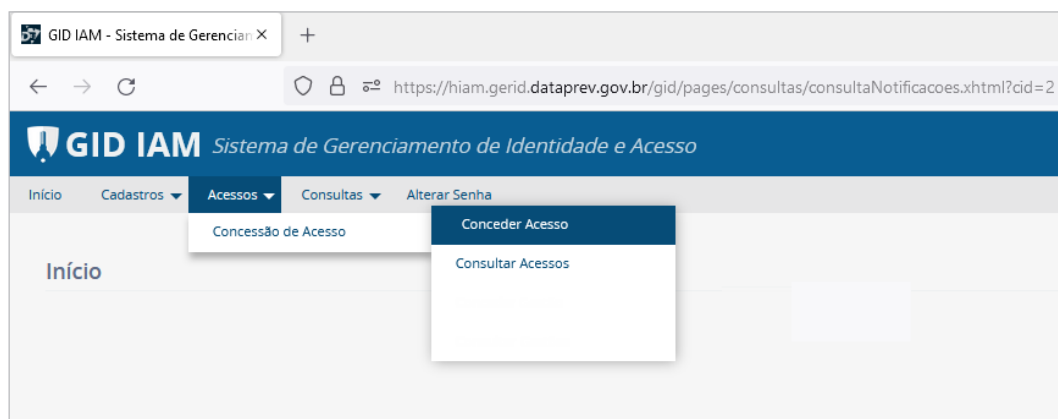 GID IAM - Sistema de Gerencian
https://hiam.gerid.dataprev.gov.br/gid/pages/consultas/consultaNotificacoes.xhtml?cid=2
GID IAM Sistema de Gerenciamento de Identidade e Acesso
Início Cadastros Acessos Consultas Alterar Senha
Concessão de Acesso Conceder Acesso
Consultar Acessos
Início